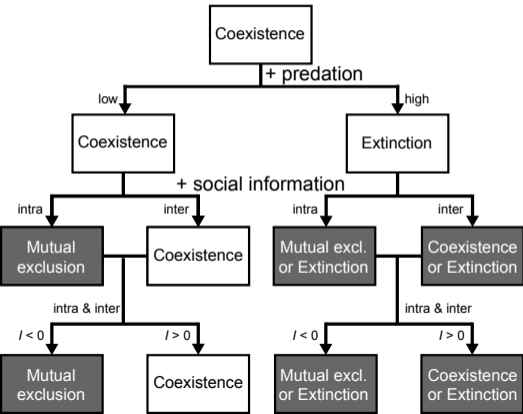 Coexistence
+ predation
low
high
Coexistence
Extinction
+ social information
intra
inter
intra
inter
Mutual
exclusion
Coexistence
Mutual excl.
or Extinction
Coexistence
or Extinction
intra & inter
intra & inter
I < 0
I > 0
I < 0
I > 0
Mutual
exclusion
Coexistence
Mutual excl.
or Extinction
Coexistence
or Extinction